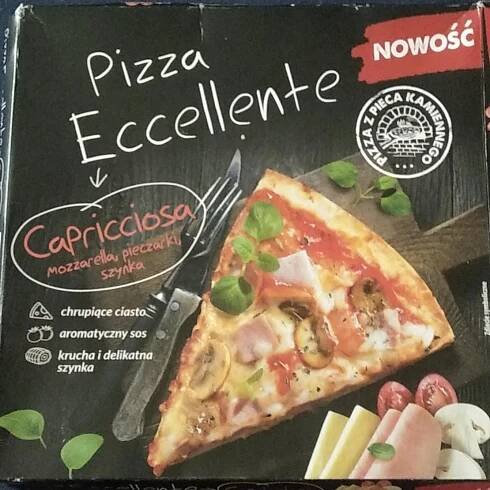 NOWOŚĆ
Pizza
Eccellente
PIZZA Z PIECA KAMIENNEGO
Capricciosa
mozzarella, pieczarki,
szynka
chrupiące ciasto
aromatyczny sos
krucha i delikatna
szynka